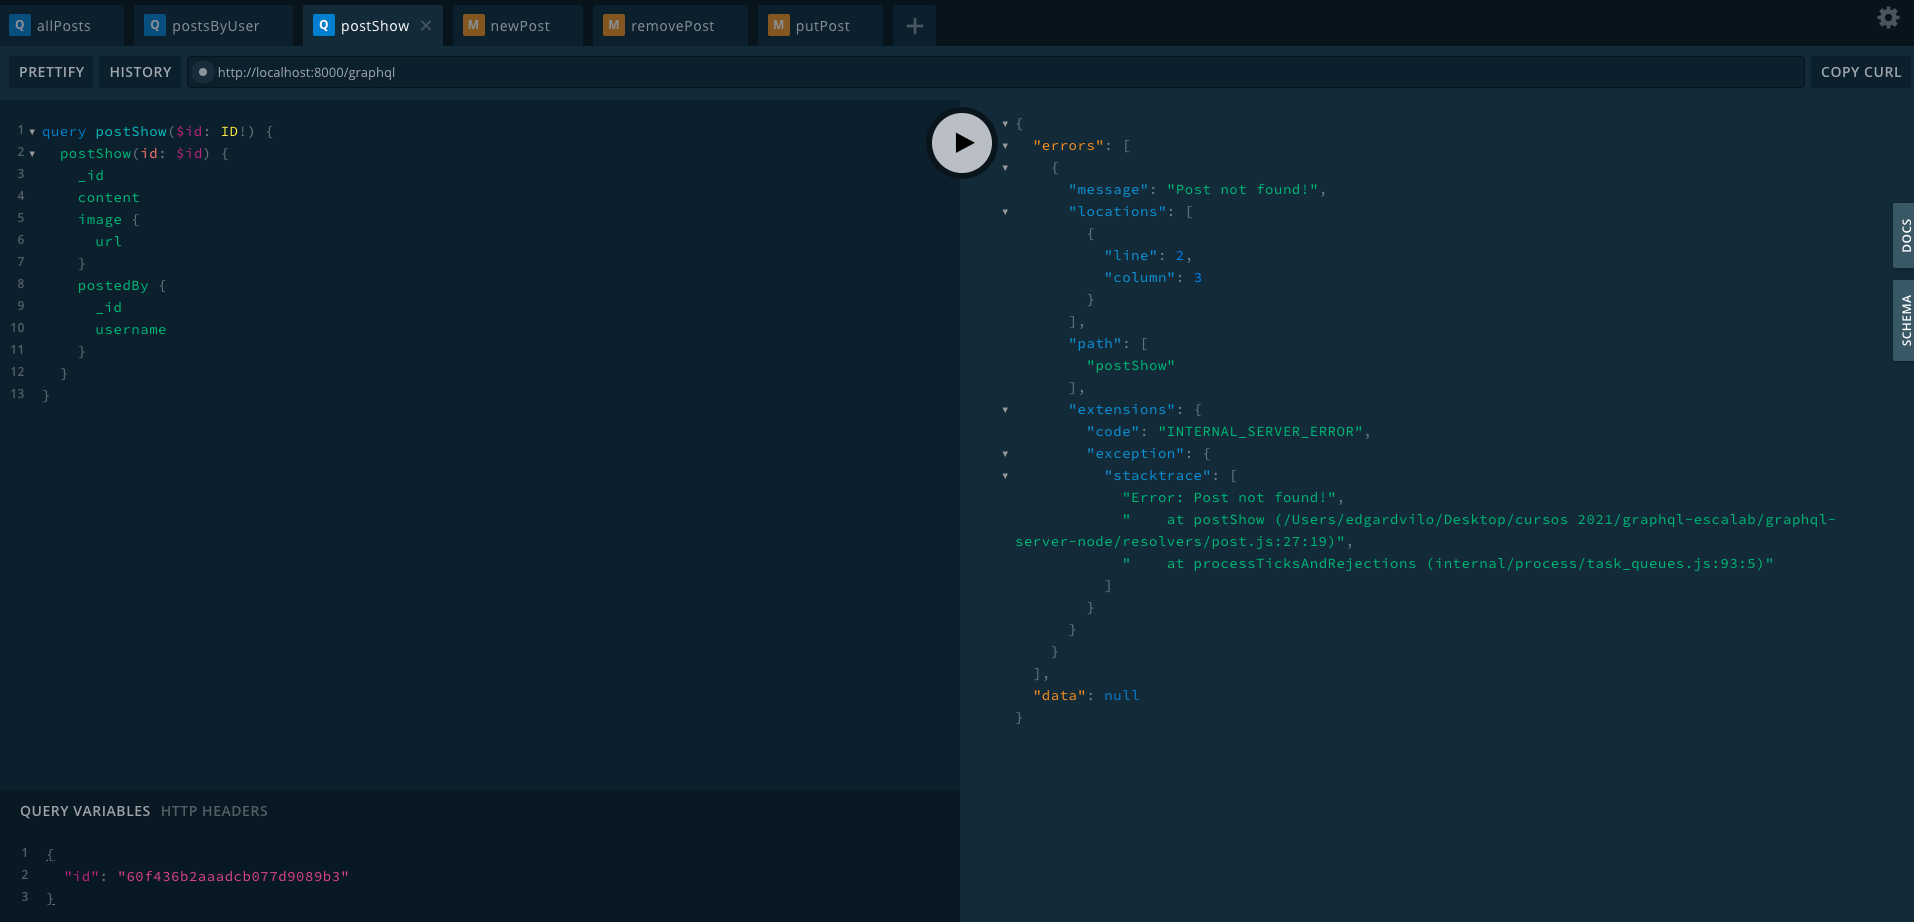 Q allPosts Q postsByUser Q postShow × M newPost M removePost M putPost +
PRETTIFY HISTORY http://localhost:8000/graphql COPY CURL
1 query postShow($id: ID!) {
2 postShow(id: $id) {
3 _id
4 content
5 image {
6 url
7 }
8 postedBy {
9 _id
10 username
11 }
12 }
13 }
{
"errors": [
{
"message": "Post not found!",
"locations": [
{
"line": 2,
"column": 3
}
],
"path": [
"postShow"
],
"extensions": {
"code": "INTERNAL_SERVER_ERROR",
"exception": {
"stacktrace": [
"Error: Post not found!",
"    at postShow (/Users/edgardvilo/Desktop/cursos 2021/graphql-escalab/graphql-
server-node/resolvers/post.js:27:19)",
"    at processTicksAndRejections (internal/process/task_queues.js:93:5)"
]
}
}
}
],
"data": null
}
DOCS
SCHEMA
QUERY VARIABLES HTTP HEADERS
1 {
2 "id": "60f436b2aaadcb077d9089b3"
3 }